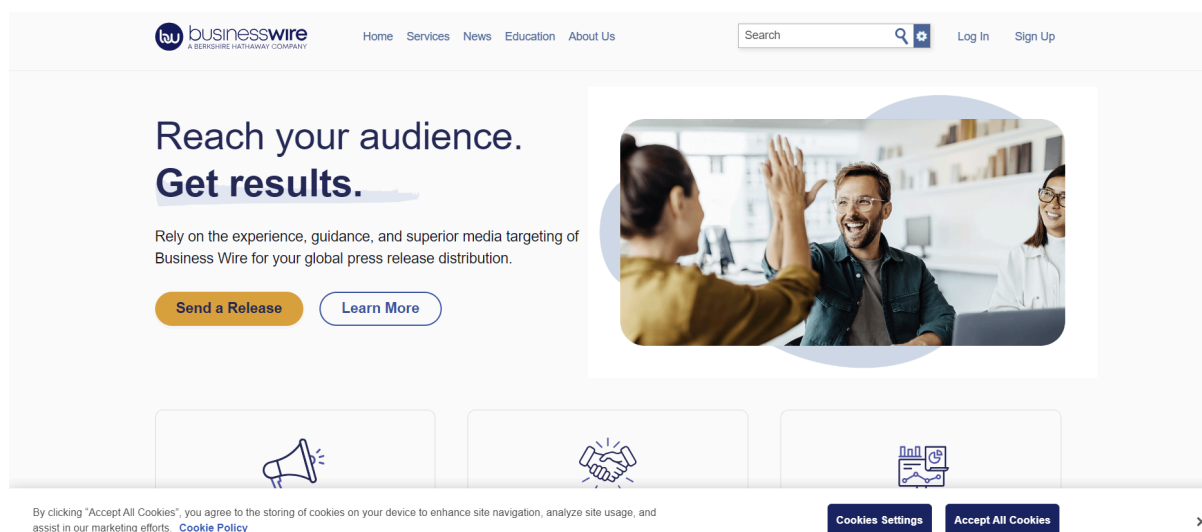 businesswire
A BERKSHIRE HATHAWAY COMPANY
Home Services News Education About Us
Search
Log In Sign Up
Reach your audience.
Get results.
Rely on the experience, guidance, and superior media targeting of
Business Wire for your global press release distribution.
Send a Release Learn More
By clicking "Accept All Cookies", you agree to the storing of cookies on your device to enhance site navigation, analyze site usage, and
assist in our marketing efforts. Cookie Policy
Cookies Settings Accept All Cookies